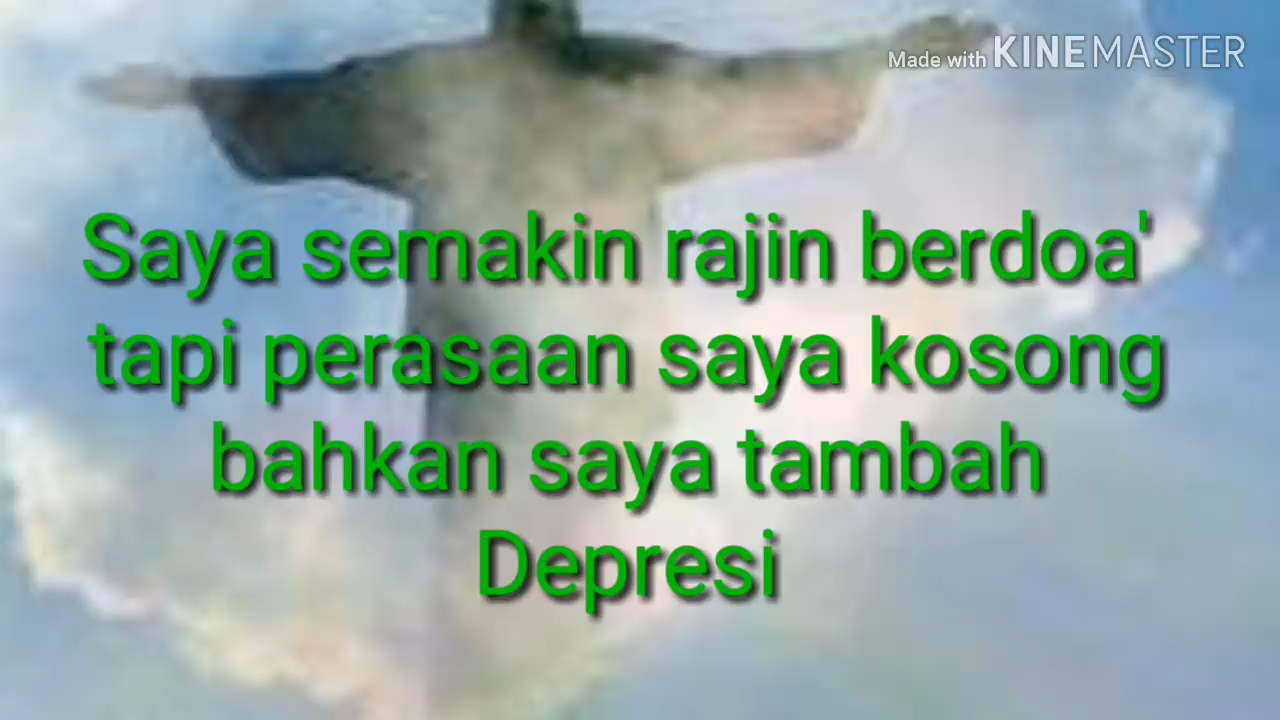 Made with KINEMASTER
Saya semakin rajin berdoa'
tapi perasaan saya kosong
bahkan saya tambah
Depresi